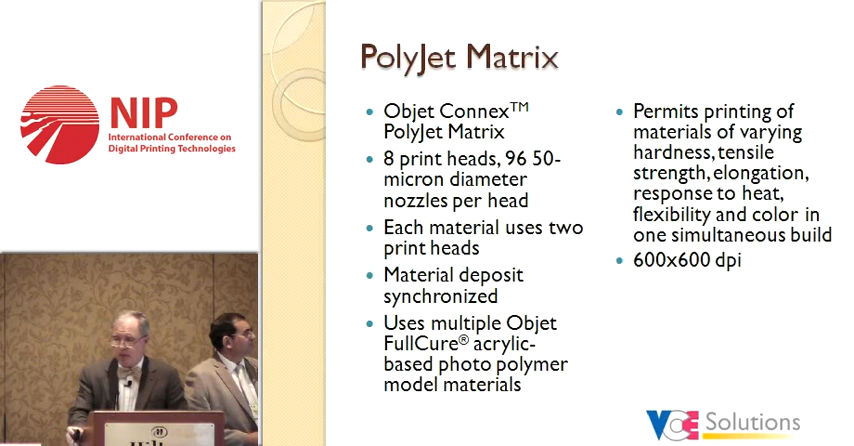 NIP
International Conference on
Digital Printing Technologies
PolyJet Matrix
Objet Connex™
PolyJet Matrix
8 print heads, 96 50-
micron diameter
nozzles per head
Each material uses two
print heads
Material deposit
synchronized
Uses multiple Objet
FullCure® acrylic-
based photo polymer
model materials
Permits printing of
materials of varying
hardness, tensile
strength, elongation,
response to heat,
flexibility and color in
one simultaneous build
600x600 dpi
VCE Solutions